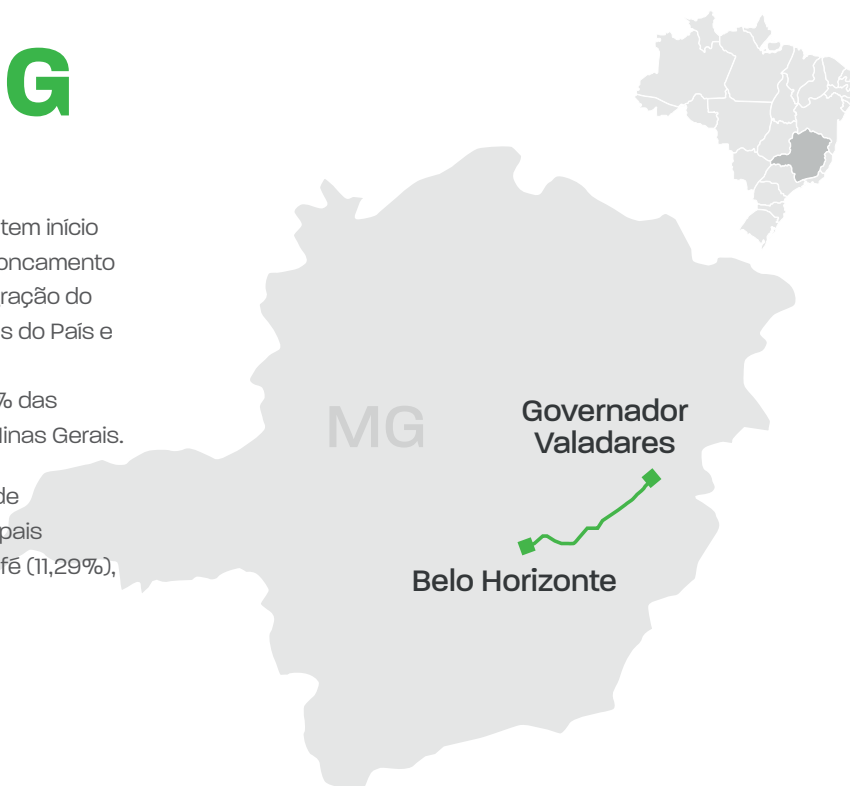 G
tem início
oncamento
ração do
s do País e
% das
inas Gerais.
de
pais
fé (11,29%),
MG
Governador
Valadares
Belo Horizonte